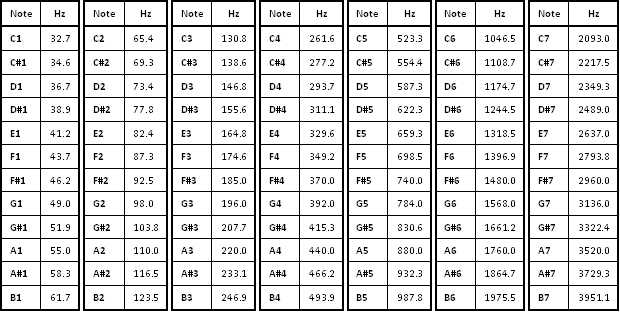 Note Hz Note Hz Note Hz Note Hz Note Hz Note Hz Note Hz
C1 32.7 C2 65.4 C3 130.8 C4 261.6 C5 523.3 C6 1046.5 C7 2093.0
C#1 34.6 C#2 69.3 C#3 138.6 C#4 277.2 C#5 554.4 C#6 1108.7 C#7 2217.5
D1 36.7 D2 73.4 D3 146.8 D4 293.7 D5 587.3 D6 1174.7 D7 2349.3
D#1 38.9 D#2 77.8 D#3 155.6 D#4 311.1 D#5 622.3 D#6 1244.5 D#7 2489.0
E1 41.2 E2 82.4 E3 164.8 E4 329.6 E5 659.3 E6 1318.5 E7 2637.0
F1 43.7 F2 87.3 F3 174.6 F4 349.2 F5 698.5 F6 1396.9 F7 2793.8
F#1 46.2 F#2 92.5 F#3 185.0 F#4 370.0 F#5 740.0 F#6 1480.0 F#7 2960.0
G1 49.0 G2 98.0 G3 196.0 G4 392.0 G5 784.0 G6 1568.0 G7 3136.0
G#1 51.9 G#2 103.8 G#3 207.7 G#4 415.3 G#5 830.6 G#6 1661.2 G#7 3322.4
A1 55.0 A2 110.0 A3 220.0 A4 440.0 A5 880.0 A6 1760.0 A7 3520.0
A#1 58.3 A#2 116.5 A#3 233.1 A#4 466.2 A#5 932.3 A#6 1864.7 A#7 3729.3
B1 61.7 B2 123.5 B3 246.9 B4 493.9 B5 987.8 B6 1975.5 B7 3951.1